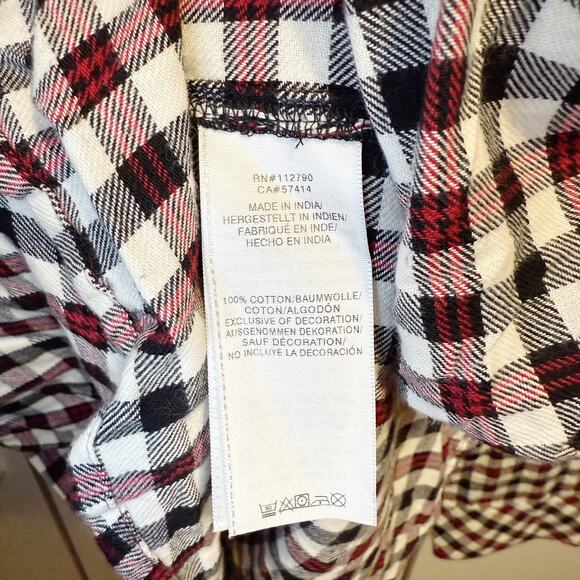 RN#112790
CA#57414
MADE IN INDIA/
HERGESTELLT IN INDIEN/
FABRIQUÉ EN INDE/
HECHO EN INDIA
100% COTTON/BAUMWOLLE/
COTON/ALGODÓN
EXCLUSIVE OF DECORATION/
AUSGENOMMEN DEKORATION/
SAUF DÉCORATION/
NO INCLUYE LA DECORACIÓN